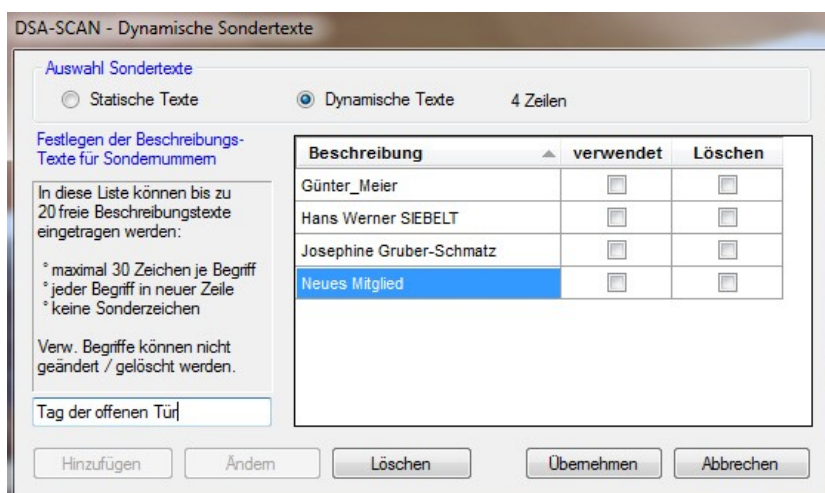 DSA-SCAN - Dynamische Sondertexte
Auswahl Sondertexte
Statische Texte Dynamische Texte 4 Zeilen
Festlegen der Beschreibungs-
Texte für Sondernummern
In diese Liste können bis zu
20 freie Beschreibungstexte
eingetragen werden:
° maximal 30 Zeichen je Begriff
° jeder Begriff in neuer Zeile
° keine Sonderzeichen
Verw. Begriffe können nicht
geändert / gelöscht werden.
Tag der offenen Tür
Beschreibung verwendet Löschen
Günter_Meier
Hans Werner SIEBELT
Josephine Gruber-Schmatz
Neues Mitglied
Hinzufügen Ändern Löschen Übernehmen Abbrechen